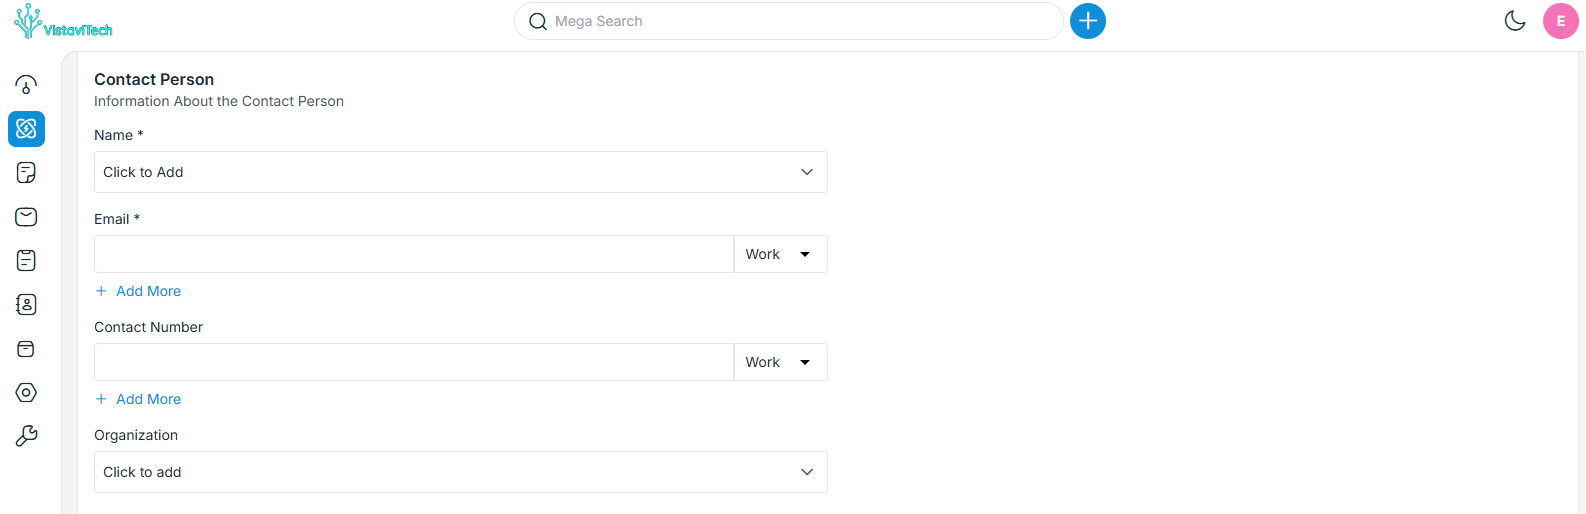 VistaviTech
Mega Search
E
Contact Person
Information About the Contact Person
Name *
Click to Add
Email *
Work
+ Add More
Contact Number
Work
+ Add More
Organization
Click to add